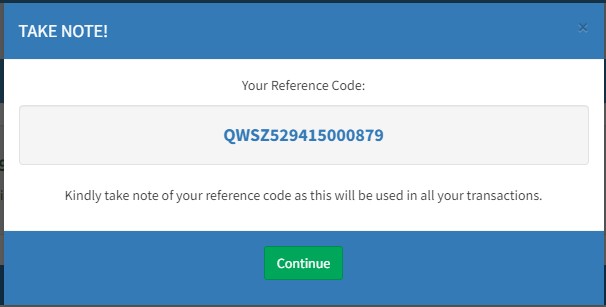 TAKE NOTE!
×
Your Reference Code:
QWSZ529415000879
Kindly take note of your reference code as this will be used in all your transactions.
Continue